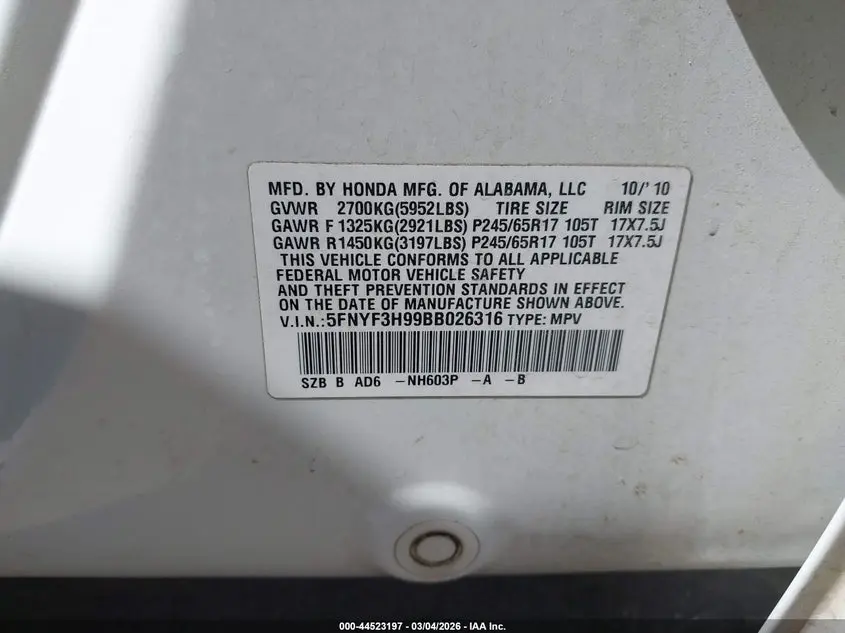 MFD. BY HONDA MFG. OF ALABAMA, LLC 10/'10
GVWR 2700KG(5952LBS) TIRE SIZE RIM SIZE
GAWR F 1325KG(2921LBS) P245/65R17 105T 17X7.5J
GAWR R1450KG(3197LBS) P245/65R17 105T 17X7.5J
THIS VEHICLE CONFORMS TO ALL APPLICABLE
FEDERAL MOTOR VEHICLE SAFETY
AND THEFT PREVENTION STANDARDS IN EFFECT
ON THE DATE OF MANUFACTURE SHOWN ABOVE.
V.I.N.:5FNYF3H99BB026316 TYPE: MPV
SZB B AD6 -NH603P -A -B
000-44523197 - 03/04/2026 - IAA Inc.